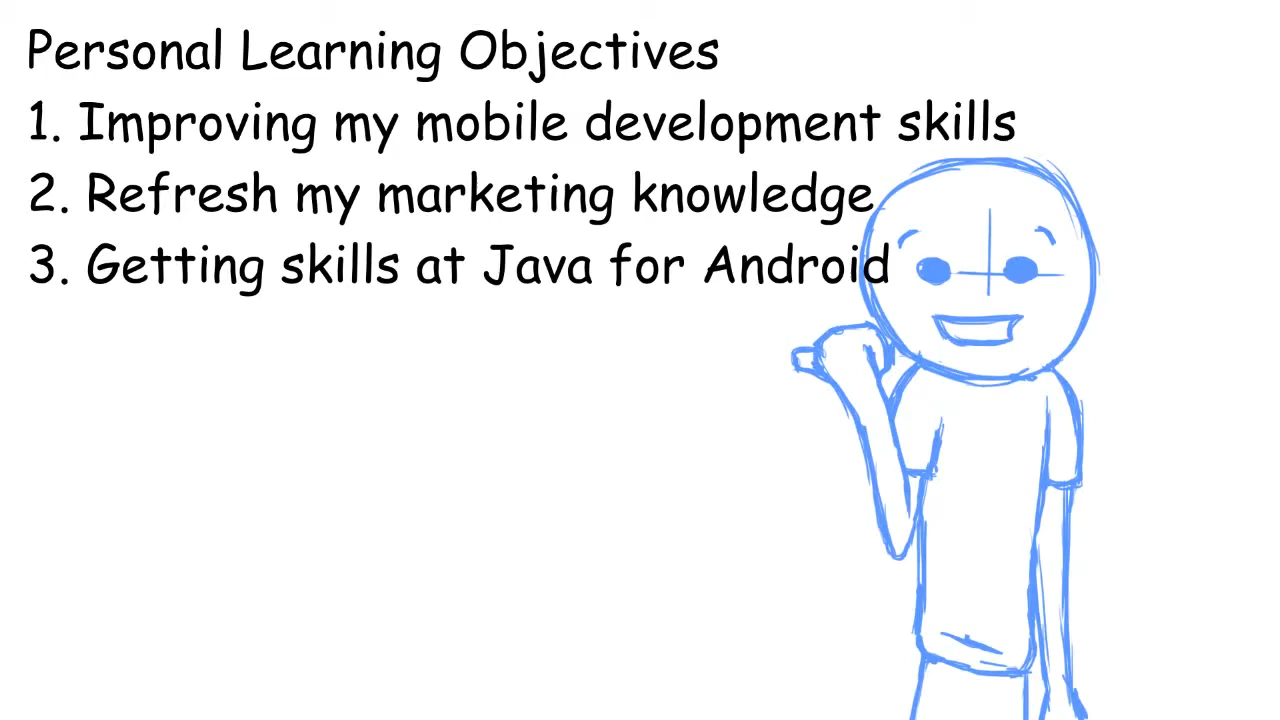 Personal Learning Objectives
1. Improving my mobile development skills
2. Refresh my marketing knowledge
3. Getting skills at Java for Android